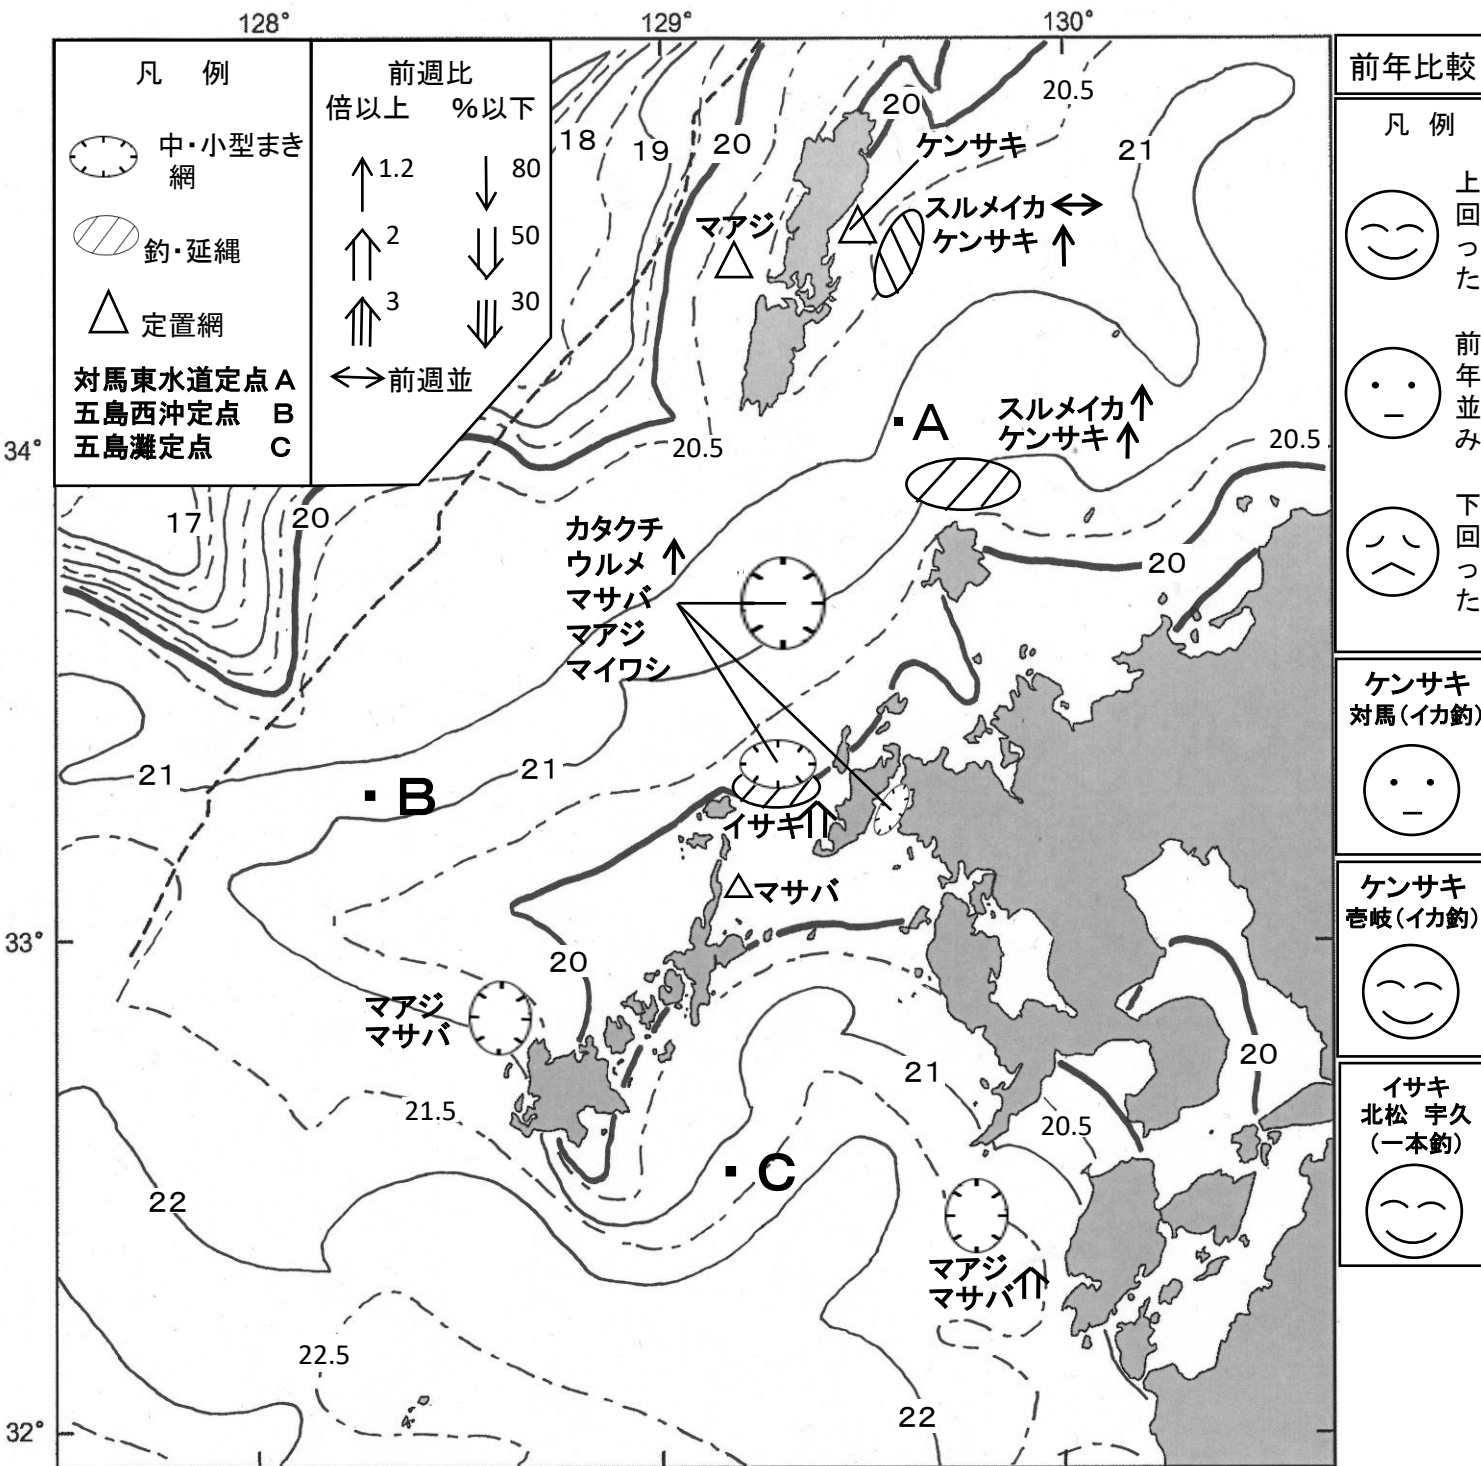 128°
129°
130°
34°
33°
32°
凡 例
中・小型まき
網
釣・延縄
定置網
対馬東水道定点 A
五島西沖定点 B
五島灘定点 C
前週比
倍以上 %以下
1.2 80
2 50
3 30
前週並
18
19
20
20
20.5
21
ケンサキ
スルメイカ
ケンサキ
マアジ
A
スルメイカ
ケンサキ
20.5
20.5
17
20
カタクチ
ウルメ
マサバ
マアジ
マイワシ
20
21
B
21
イサキ
マサバ
20
マアジ
マサバ
21.5
21
20
20.5
C
22
マアジ
マサバ
22.5
22
前年比較
凡 例
上回った
前年並み
下回った
ケンサキ
対馬(イカ釣)
ケンサキ
壱岐(イカ釣)
イサキ
北松 宇久
(一本釣)